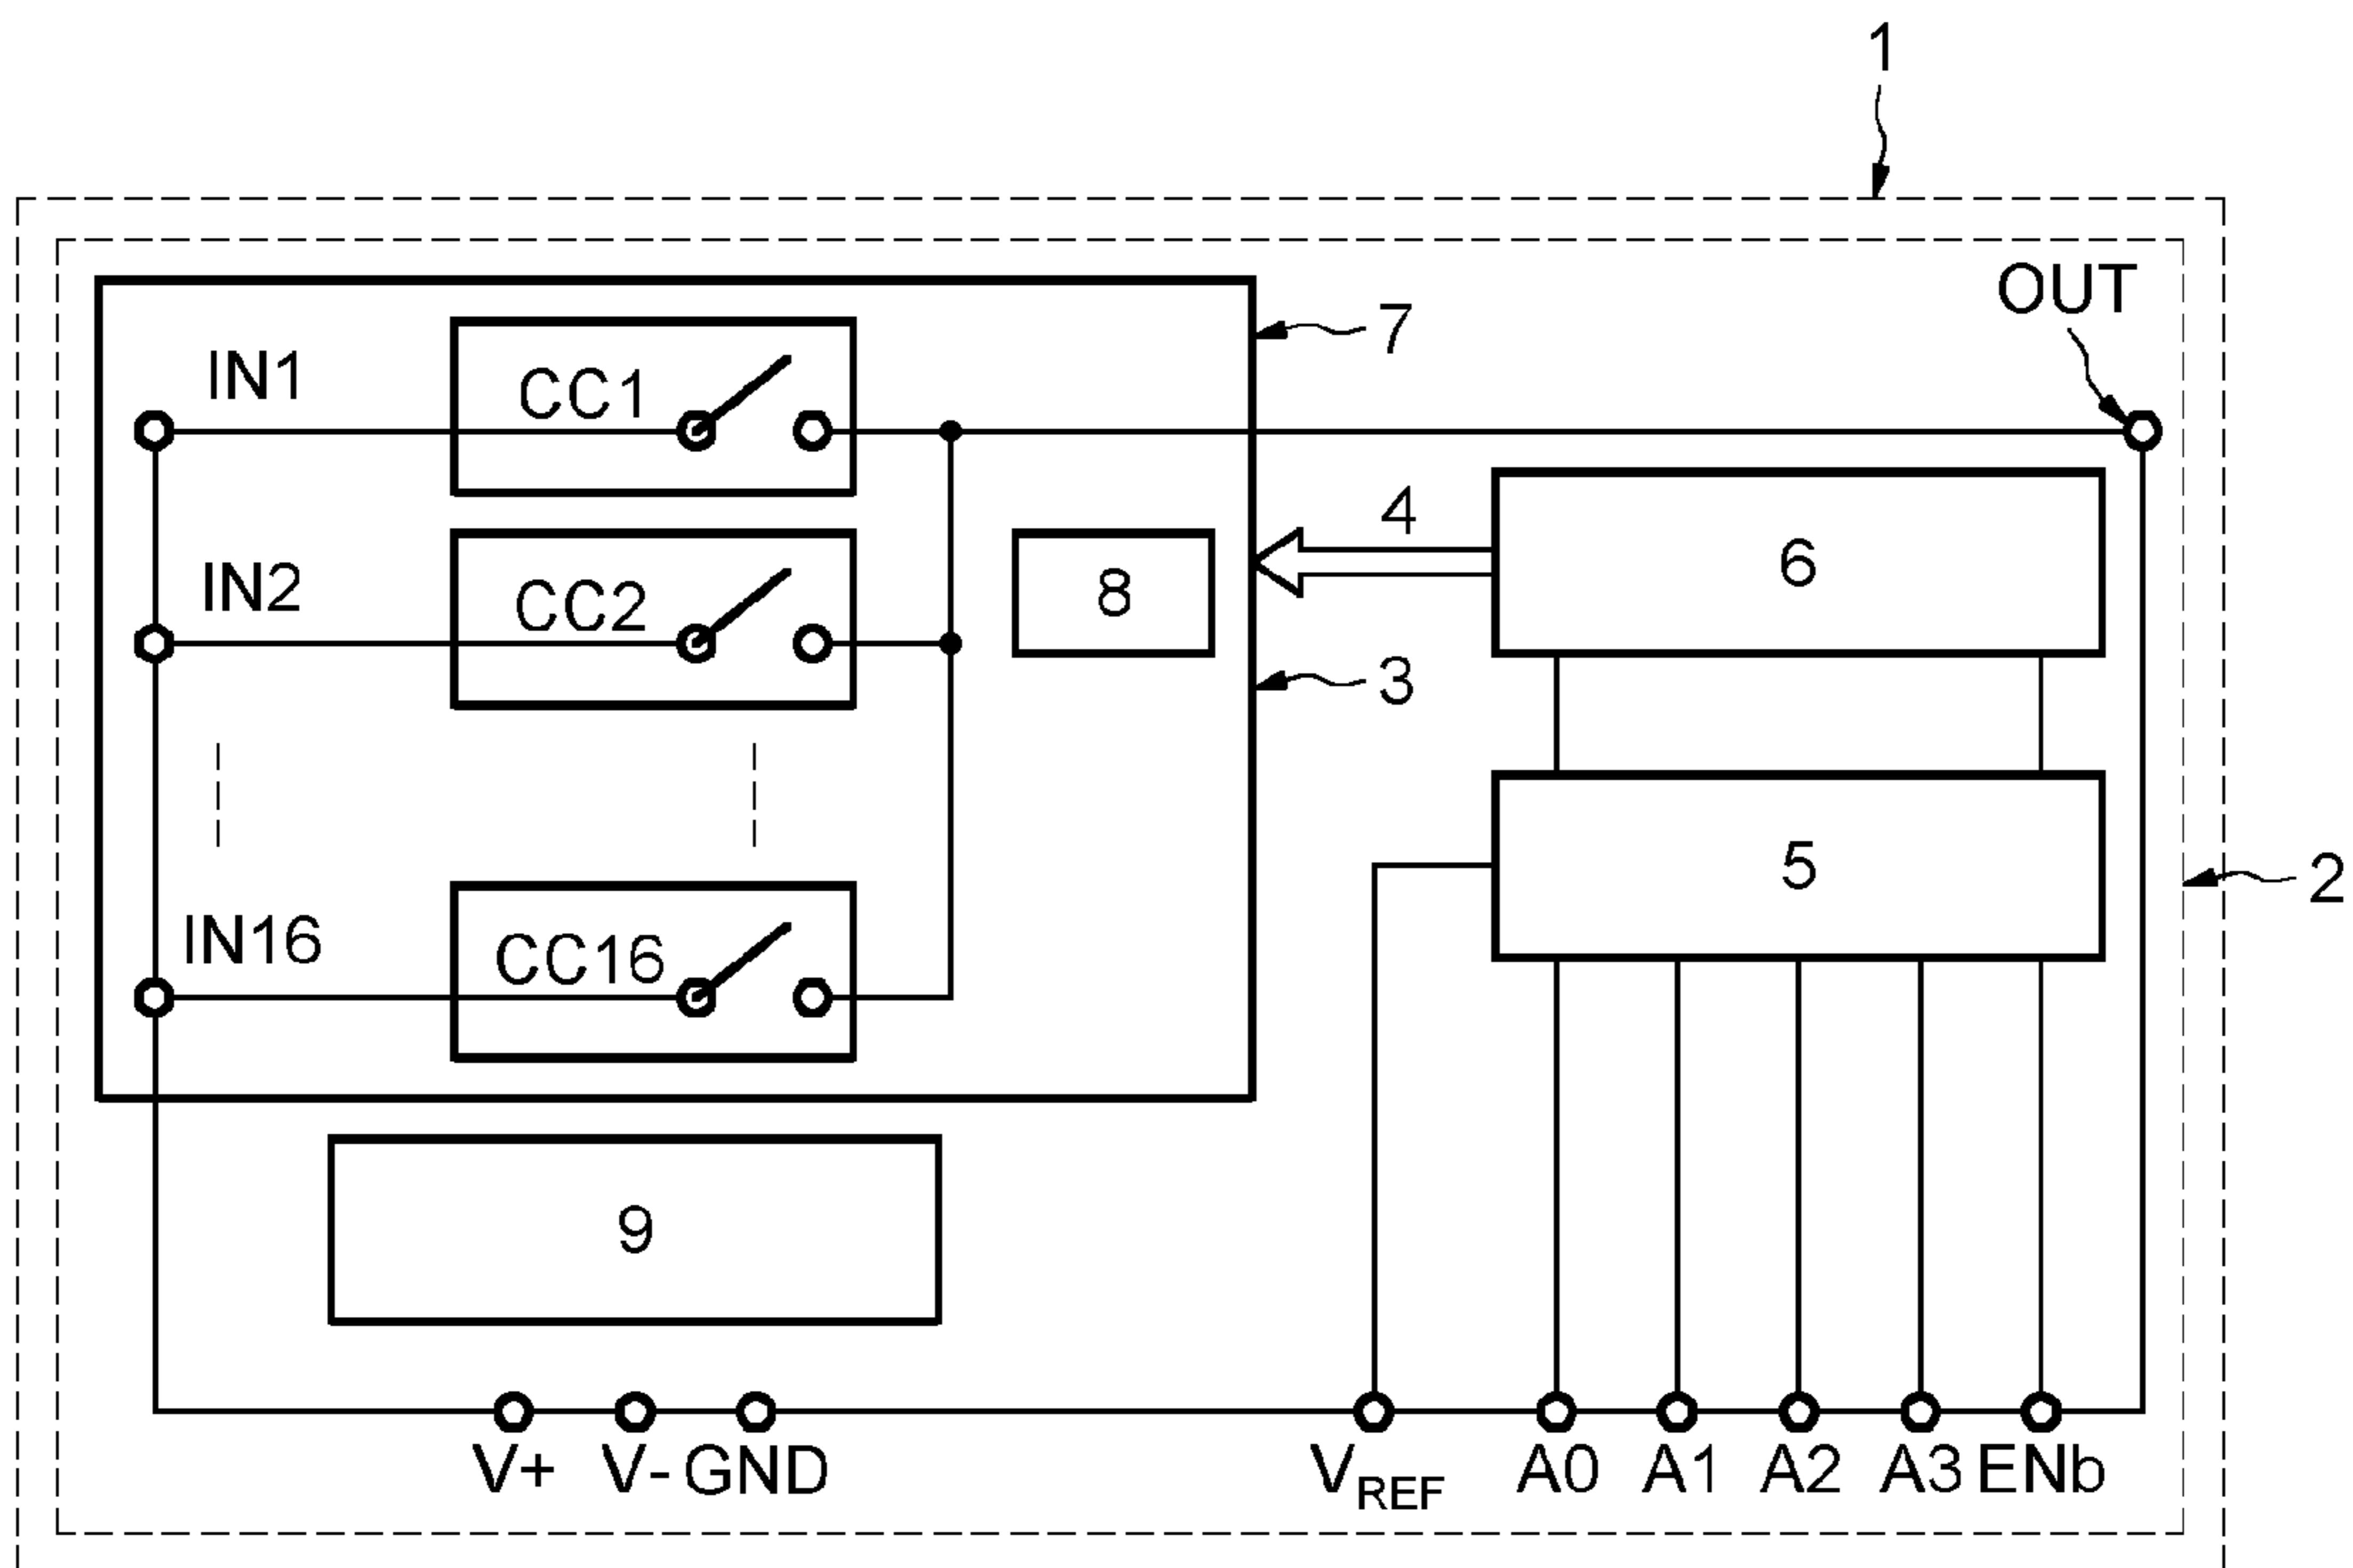 1
OUT
7
IN1
CC1
4
6
8
IN2
CC2
3
5
2
IN16
CC16
9
V+ V- GND VREF A0 A1 A2 A3 ENb